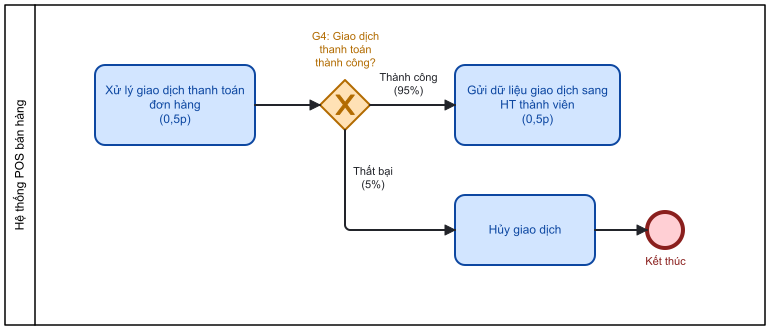 Hệ thống POS bán hàng
Xử lý giao dịch thanh toán
đơn hàng
(0,5p)
G4: Giao dịch
thanh toán
thành công?
X
Thành công
(95%)
Gửi dữ liệu giao dịch sang
HT thành viên
(0,5p)
Thất bại
(5%)
Hủy giao dịch
Kết thúc